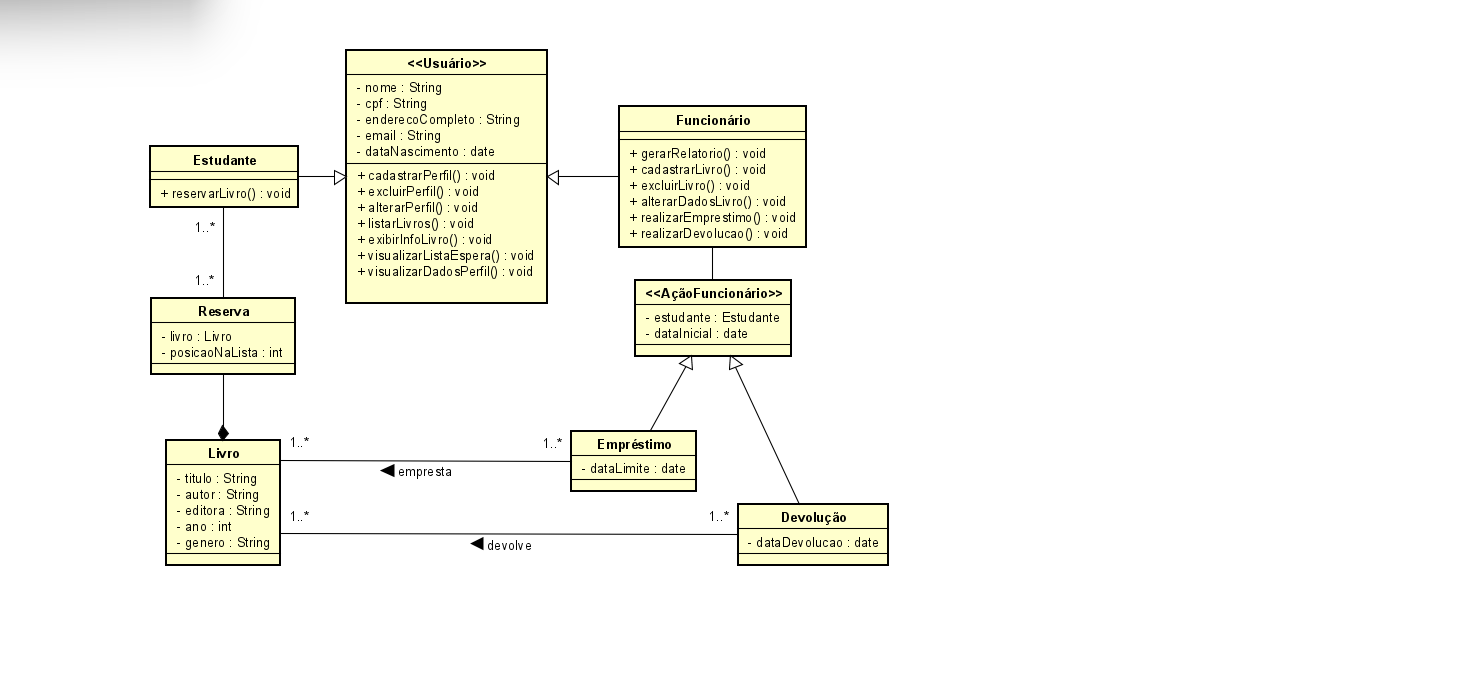 <<Usuário>>
- nome : String
- cpf : String
- enderecoCompleto : String
- email : String
- dataNascimento : date
+ cadastrarPerfil() : void
+ excluirPerfil() : void
+ alterarPerfil() : void
+ listarLivros() : void
+ exibirInfoLivro() : void
+ visualizarListaEspera() : void
+ visualizarDadosPerfil() : void
Funcionário
+ gerarRelatorio() : void
+ cadastrarLivro() : void
+ excluirLivro() : void
+ alterarDadosLivro() : void
+ realizarEmprestimo() : void
+ realizarDevolucao() : void
Estudante
+ reservarLivro() : void
1..*
1..*
Reserva
- livro : Livro
- posicaoNaLista : int
<<AçãoFuncionário>>
- estudante : Estudante
- dataInicial : date
Livro
- titulo : String
- autor : String
- editora : String
- ano : int
- genero : String
1..*
1..*
empresta
Empréstimo
- dataLimite : date
1..*
1..*
devolve
Devolução
- dataDevolucao : date